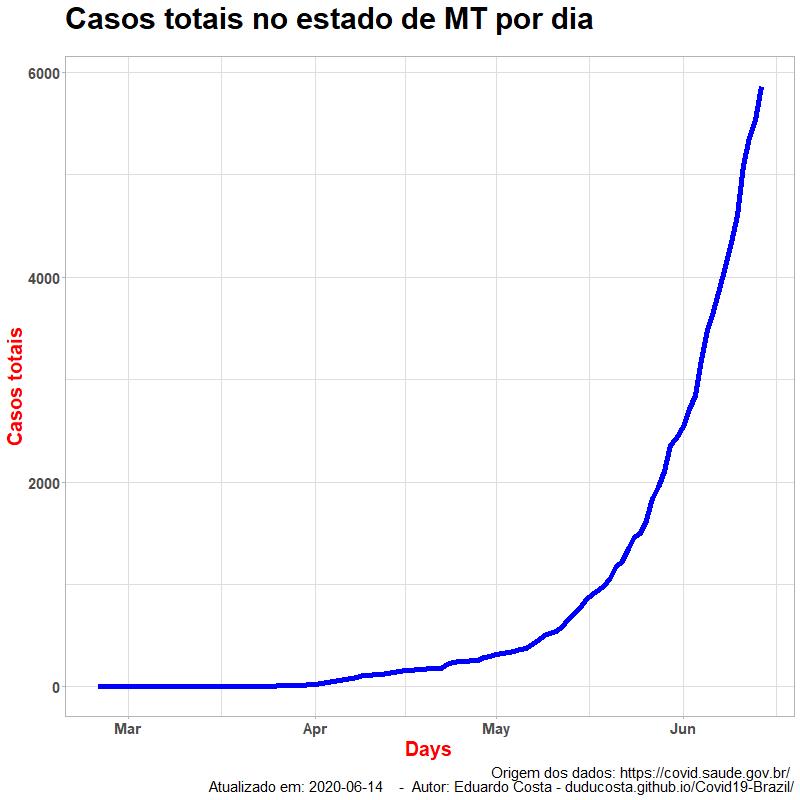 Casos totais no estado de MT por dia
6000
4000
2000
0
Casos totais
Mar Apr May Jun
Days
Origem dos dados: https://covid.saude.gov.br/
Atualizado em: 2020-06-14 - Autor: Eduardo Costa - duducosta.github.io/Covid19-Brazil/